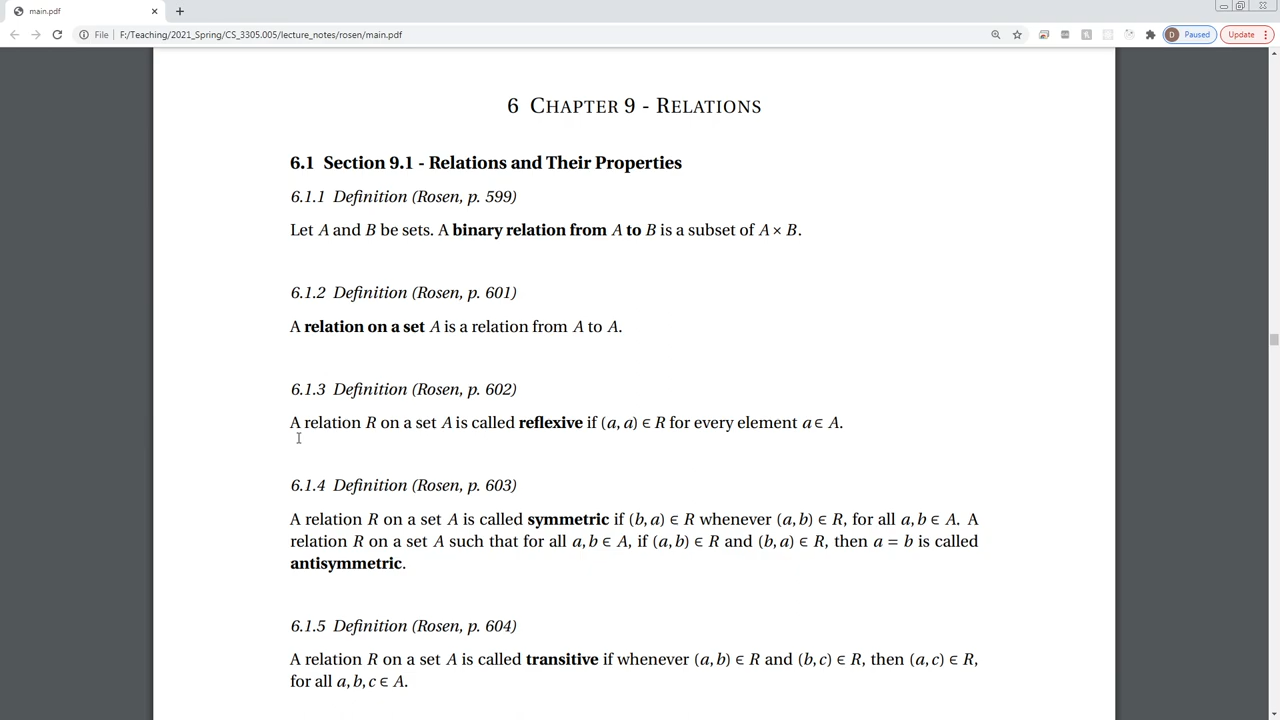 main.pdf
File F:/Teaching/2021_Spring/CS_3305.005/lecture_notes/rosen/main.pdf D Paused Update
6 CHAPTER 9 - RELATIONS
6.1 Section 9.1 - Relations and Their Properties
6.1.1 Definition (Rosen, p. 599)
Let A and B be sets. A binary relation from A to B is a subset of A × B.
6.1.2 Definition (Rosen, p. 601)
A relation on a set A is a relation from A to A.
6.1.3 Definition (Rosen, p. 602)
A relation R on a set A is called reflexive if (a, a) ∈ R for every element a ∈ A.
6.1.4 Definition (Rosen, p. 603)
A relation R on a set A is called symmetric if (b, a) ∈ R whenever (a, b) ∈ R, for all a, b ∈ A. A
relation R on a set A such that for all a, b ∈ A, if (a, b) ∈ R and (b, a) ∈ R, then a = b is called
antisymmetric.
6.1.5 Definition (Rosen, p. 604)
A relation R on a set A is called transitive if whenever (a, b) ∈ R and (b, c) ∈ R, then (a, c) ∈ R,
for all a, b, c ∈ A.